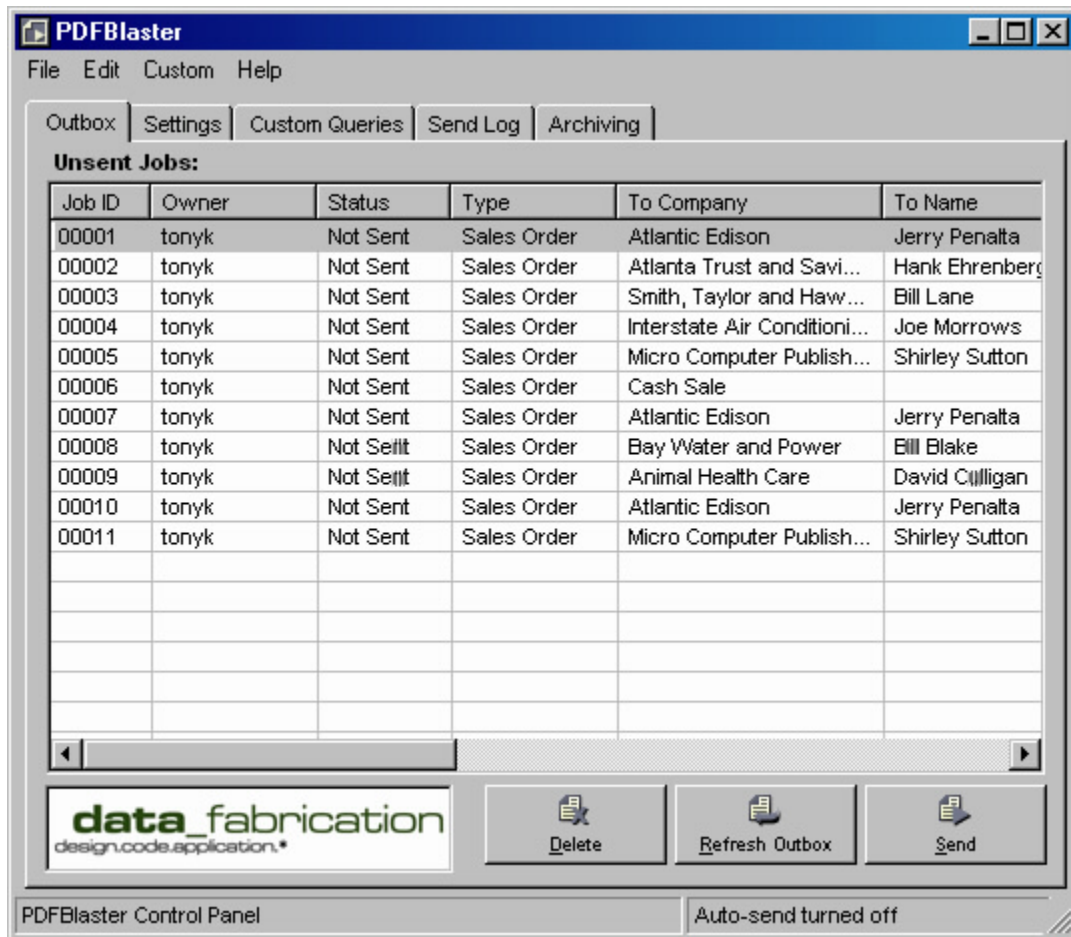 PDFBlaster
File Edit Custom Help
Outbox Settings Custom Queries Send Log Archiving
Unsent Jobs:
Job ID Owner Status Type To Company To Name
00001 tonyk Not Sent Sales Order Atlantic Edison Jerry Penalta
00002 tonyk Not Sent Sales Order Atlanta Trust and Savi... Hank Ehrenberg
00003 tonyk Not Sent Sales Order Smith, Taylor and Haw... Bill Lane
00004 tonyk Not Sent Sales Order Interstate Air Conditioni... Joe Morrows
00005 tonyk Not Sent Sales Order Micro Computer Publish... Shirley Sutton
00006 tonyk Not Sent Sales Order Cash Sale
00007 tonyk Not Sent Sales Order Atlantic Edison Jerry Penalta
00008 tonyk Not Sent Sales Order Bay Water and Power Bill Blake
00009 tonyk Not Sent Sales Order Animal Health Care David Culligan
00010 tonyk Not Sent Sales Order Atlantic Edison Jerry Penalta
00011 tonyk Not Sent Sales Order Micro Computer Publish... Shirley Sutton
data_fabrication
design.code.application.*
Delete Refresh Outbox Send
PDFBlaster Control Panel Auto-send turned off